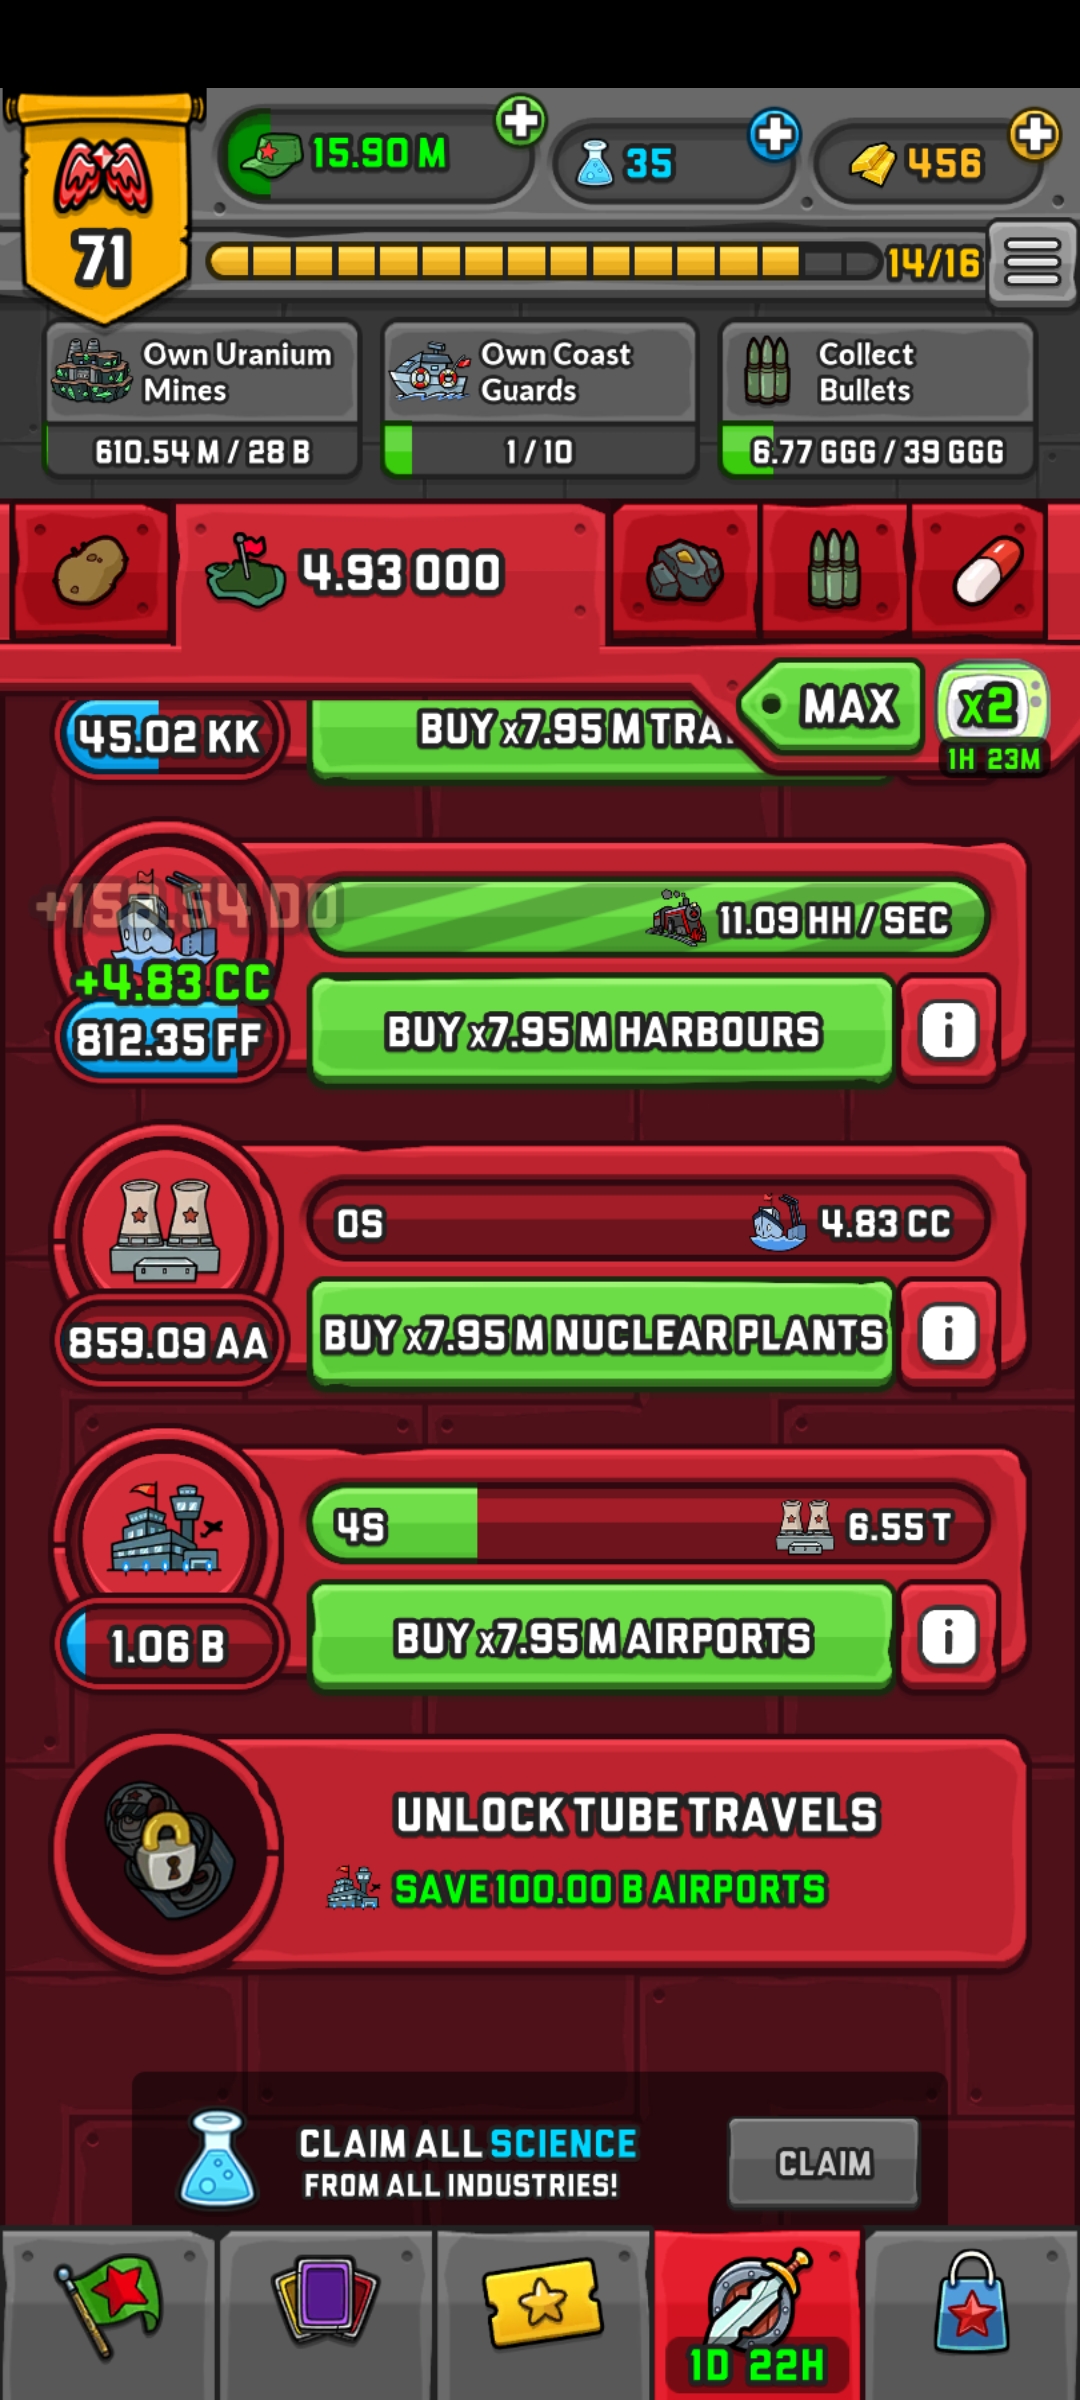 15.90 M
35
456
71
14/16
Own Uranium
Mines
610.54 M / 28 B
Own Coast
Guards
1 / 10
Collect
Bullets
6.77 GGG / 39 GGG
4.93 OOO
MAX
x2
1H 23M
45.02 KK
BUY x7.95 M TRA
+158.54 DD
11.09 HH / SEC
+4.83 CC
812.35 FF
BUY x7.95 M HARBOURS
i
0S
4.83 CC
859.09 AA
BUY x7.95 M NUCLEAR PLANTS
i
4S
6.55 T
1.06 B
BUY x7.95 M AIRPORTS
i
UNLOCK TUBE TRAVELS
SAVE 100.00 B AIRPORTS
CLAIM ALL SCIENCE
FROM ALL INDUSTRIES!
CLAIM
1D 22H